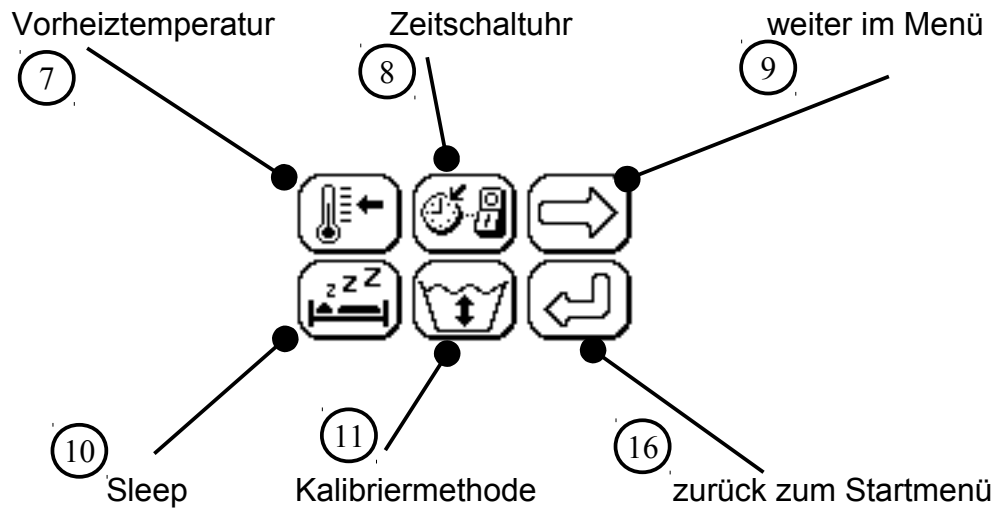 Vorheiztemperatur
Zeitschaltuhr
weiter im Menü
7
8
9
z z Z
10
11
16
Sleep
Kalibriermethode
zurück zum Startmenü